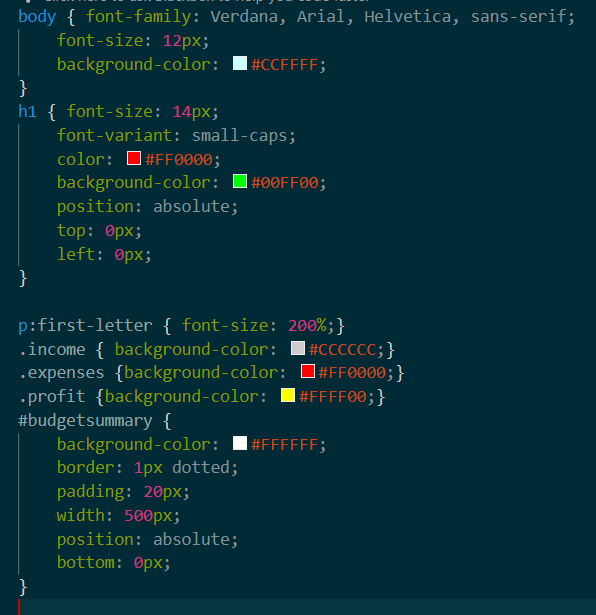 body { font-family: Verdana, Arial, Helvetica, sans-serif;
    font-size: 12px;
    background-color: #CCFFFF;
}
h1 { font-size: 14px;
    font-variant: small-caps;
    color: #FF0000;
    background-color: #00FF00;
    position: absolute;
    top: 0px;
    left: 0px;
}

p:first-letter { font-size: 200%;}
.income { background-color: #CCCCCC;}
.expenses {background-color: #FF0000;}
.profit {background-color: #FFFF00;}
#budgetsummary {
    background-color: #FFFFFF;
    border: 1px dotted;
    padding: 20px;
    width: 500px;
    position: absolute;
    bottom: 0px;
}